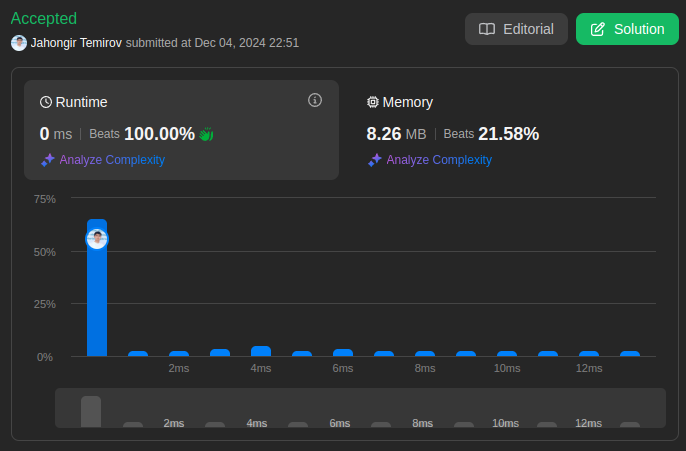 Accepted
Jahongir Temirov submitted at Dec 04, 2024 22:51
Editorial
Solution
Runtime
0 ms | Beats 100.00%
Analyze Complexity
Memory
8.26 MB | Beats 21.58%
Analyze Complexity
75%
50%
25%
0%
2ms 4ms 6ms 8ms 10ms 12ms
2ms 4ms 6ms 8ms 10ms 12ms